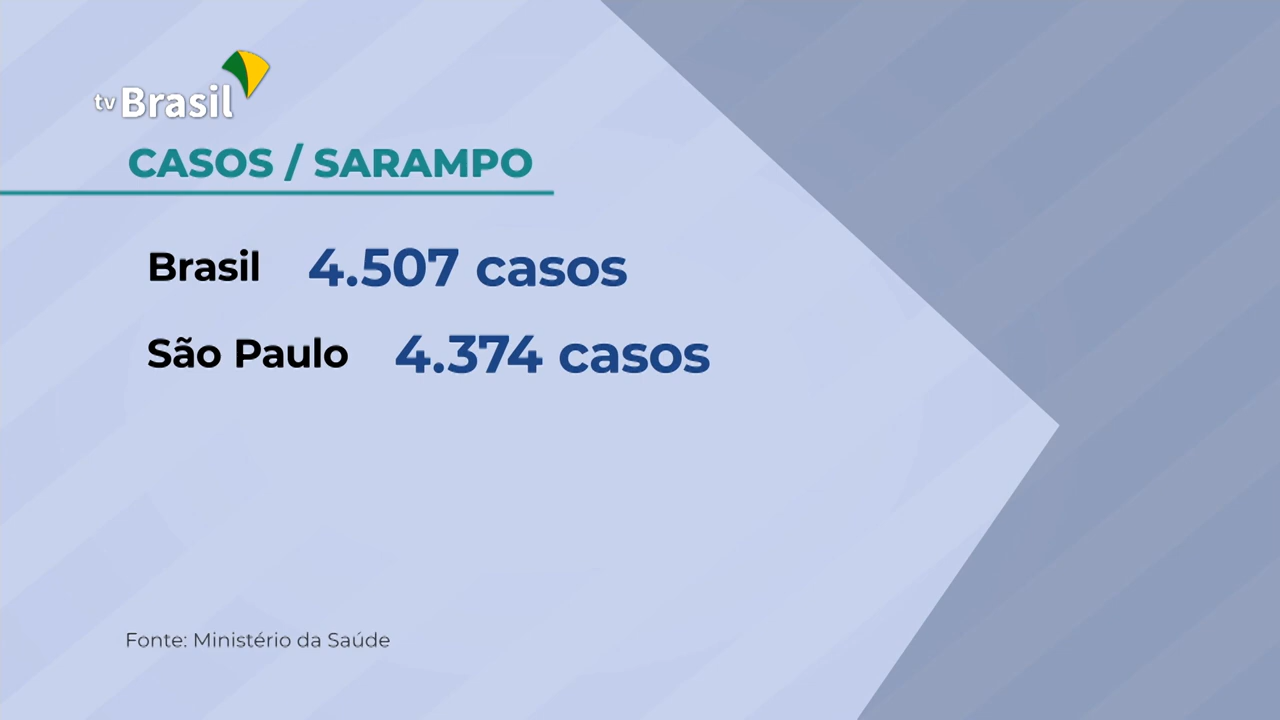 tv Brasil
CASOS / SARAMPO
Brasil 4.507 casos
São Paulo 4.374 casos
Fonte: Ministério da Saúde